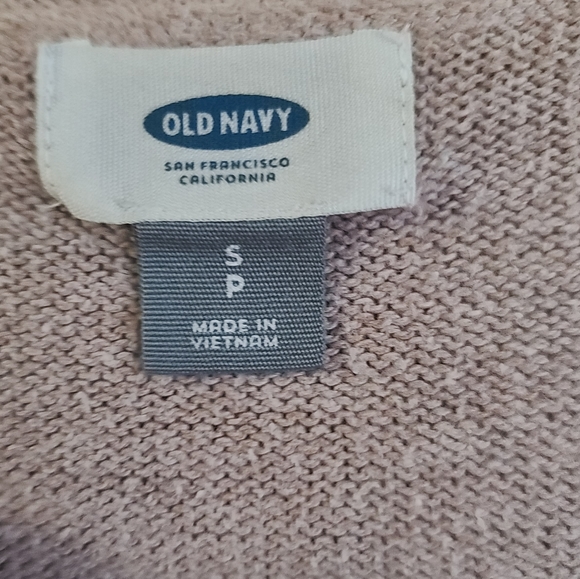 OLD NAVY
SAN FRANCISCO
CALIFORNIA
S
P
MADE IN
VIETNAM